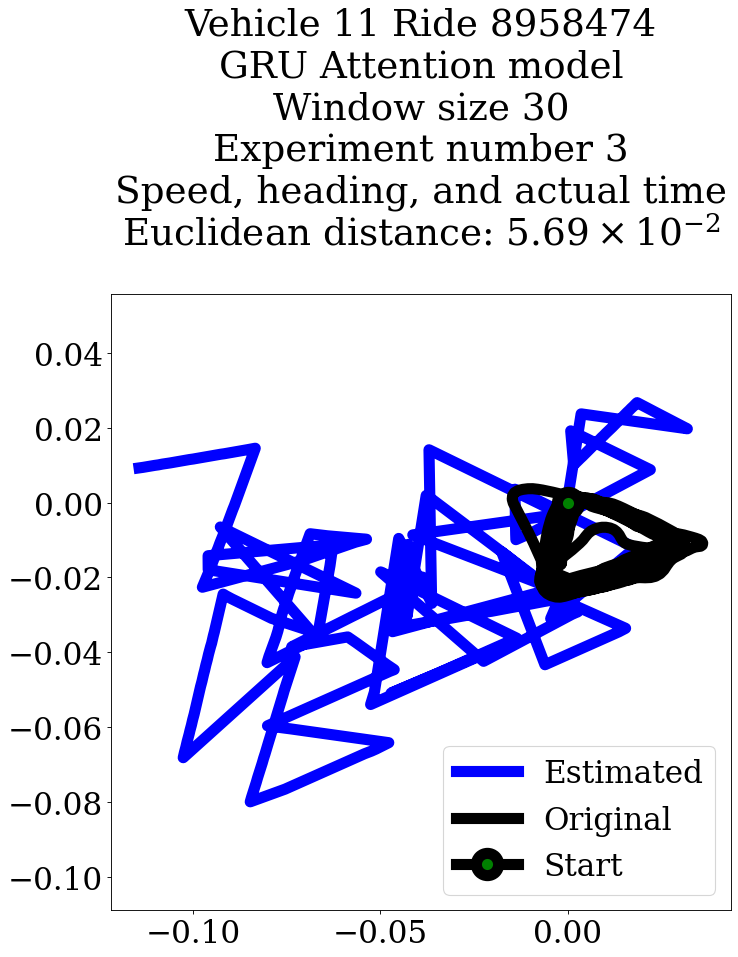 Vehicle 11 Ride 8958474
GRU Attention model
Window size 30
Experiment number 3
Speed, heading, and actual time
Euclidean distance: 5.69 × 10⁻²
0.04
0.02
0.00
−0.02
−0.04
−0.06
−0.08
−0.10
Estimated
Original
Start
−0.10 −0.05 0.00